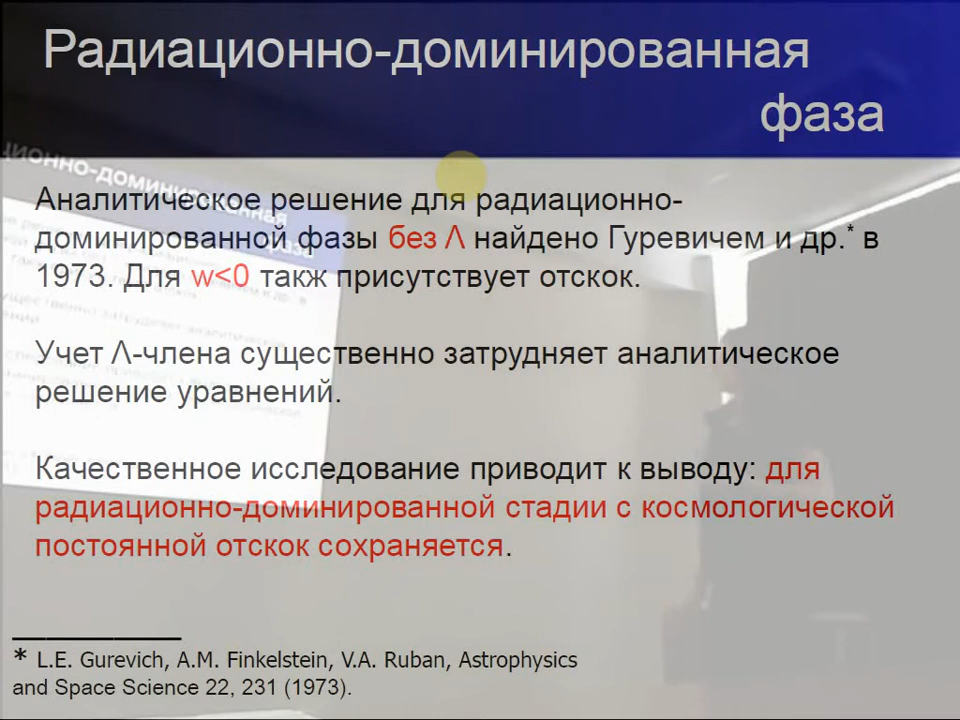 Радиационно-доминированная
фаза
Аналитическое решение для радиационно-
доминированной фазы без Λ найдено Гуревичем и др.* в
1973. Для w<0 такж присутствует отскок.
Учет Λ-члена существенно затрудняет аналитическое
решение уравнений.
Качественное исследование приводит к выводу: для
радиационно-доминированной стадии с космологической
постоянной отскок сохраняется.
* L.E. Gurevich, A.M. Finkelstein, V.A. Ruban, Astrophysics
and Space Science 22, 231 (1973).